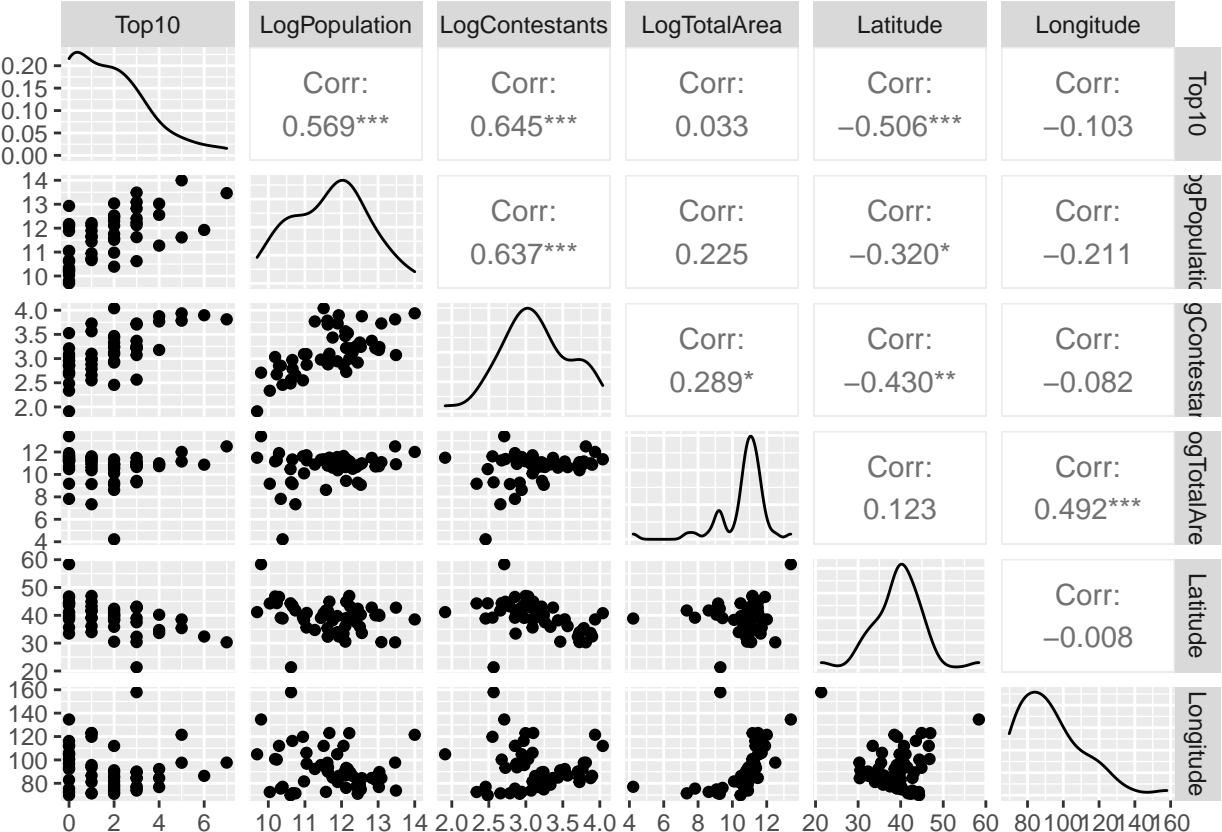 Top10 LogPopulation LogContestants LogTotalArea Latitude Longitude
0.20
0.15
0.10
0.05
0.00
Corr:
0.569***
Corr:
0.645***
Corr:
0.033
Corr:
−0.506***
Corr:
−0.103
Top10
14
13
12
11
10
Corr:
0.637***
Corr:
0.225
Corr:
−0.320*
Corr:
−0.211
ogPopulatio
4.0
3.5
3.0
2.5
2.0
Corr:
0.289*
Corr:
−0.430**
Corr:
−0.082
gContestan
12
10
8
6
4
Corr:
0.123
Corr:
0.492***
ogTotalAre
60
50
40
30
20
Corr:
−0.008
Latitude
160
140
120
100
80
Longitude
0 2 4 6 10 11 12 13 14 2.0 2.5 3.0 3.5 4.0 4 6 8 10 12 20 30 40 50 60 80 100 120 140 160